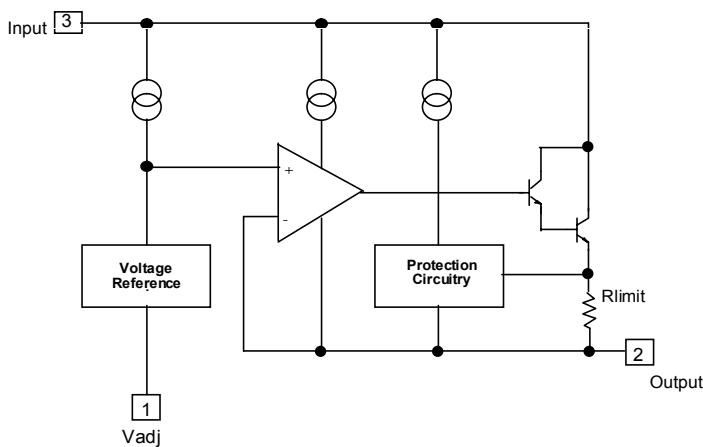 Input 3
+
-
Voltage
Reference
Protection
Circuitry
Rlimit
2
Output
1
Vadj